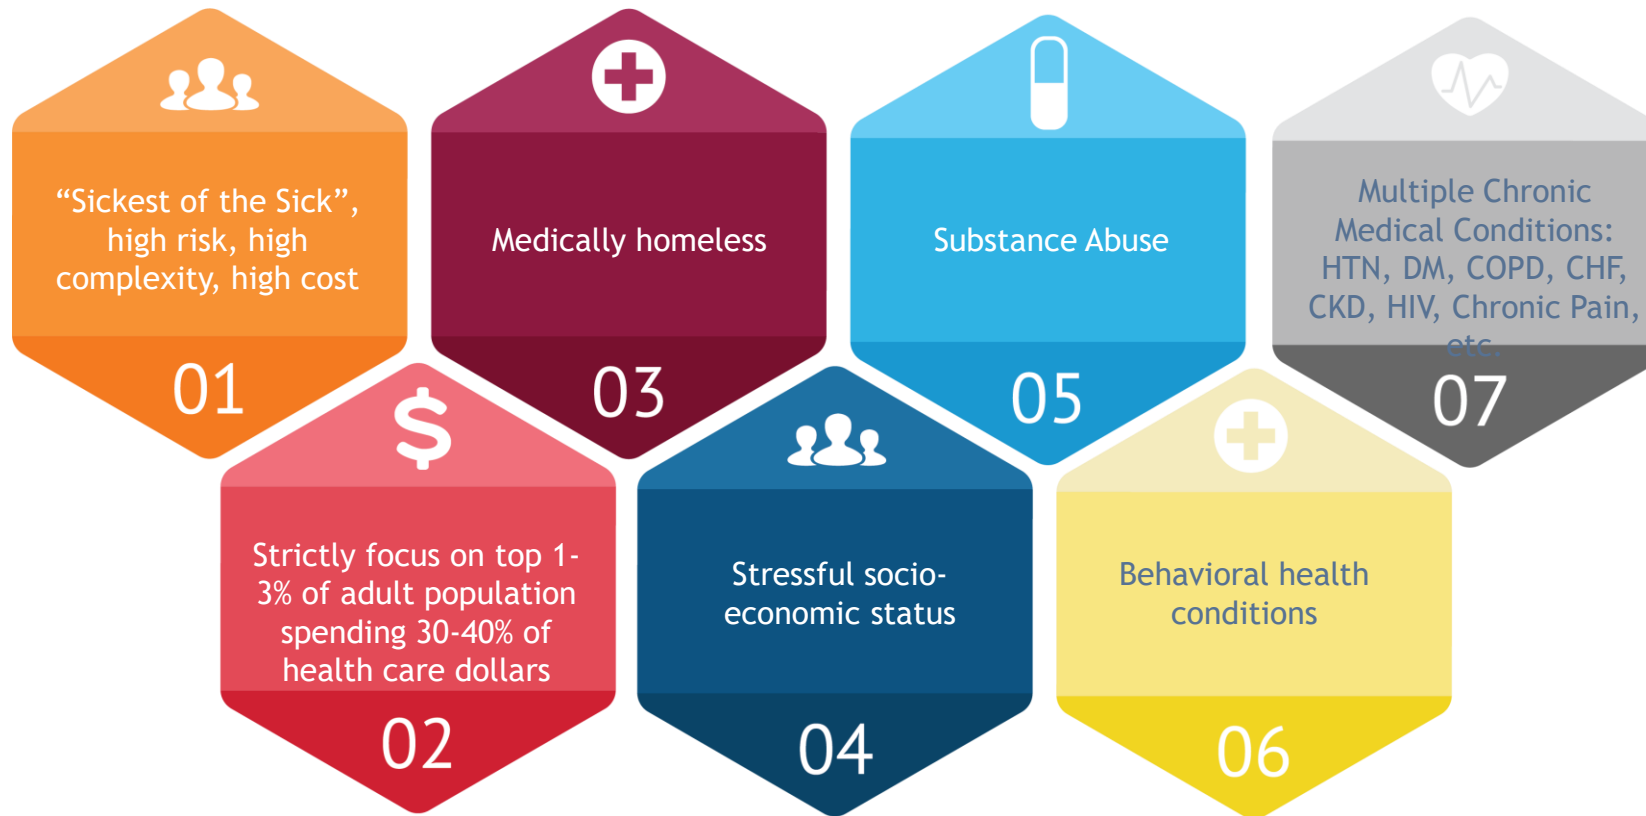 “Sickest of the Sick”,
high risk, high
complexity, high cost
01
Strictly focus on top 1-
3% of adult population
spending 30-40% of
health care dollars
02
Medically homeless
03
Stressful socio-
economic status
04
Substance Abuse
05
Behavioral health
conditions
06
Multiple Chronic
Medical Conditions:
HTN, DM, COPD, CHF,
CKD, HIV, Chronic Pain,
etc.
07